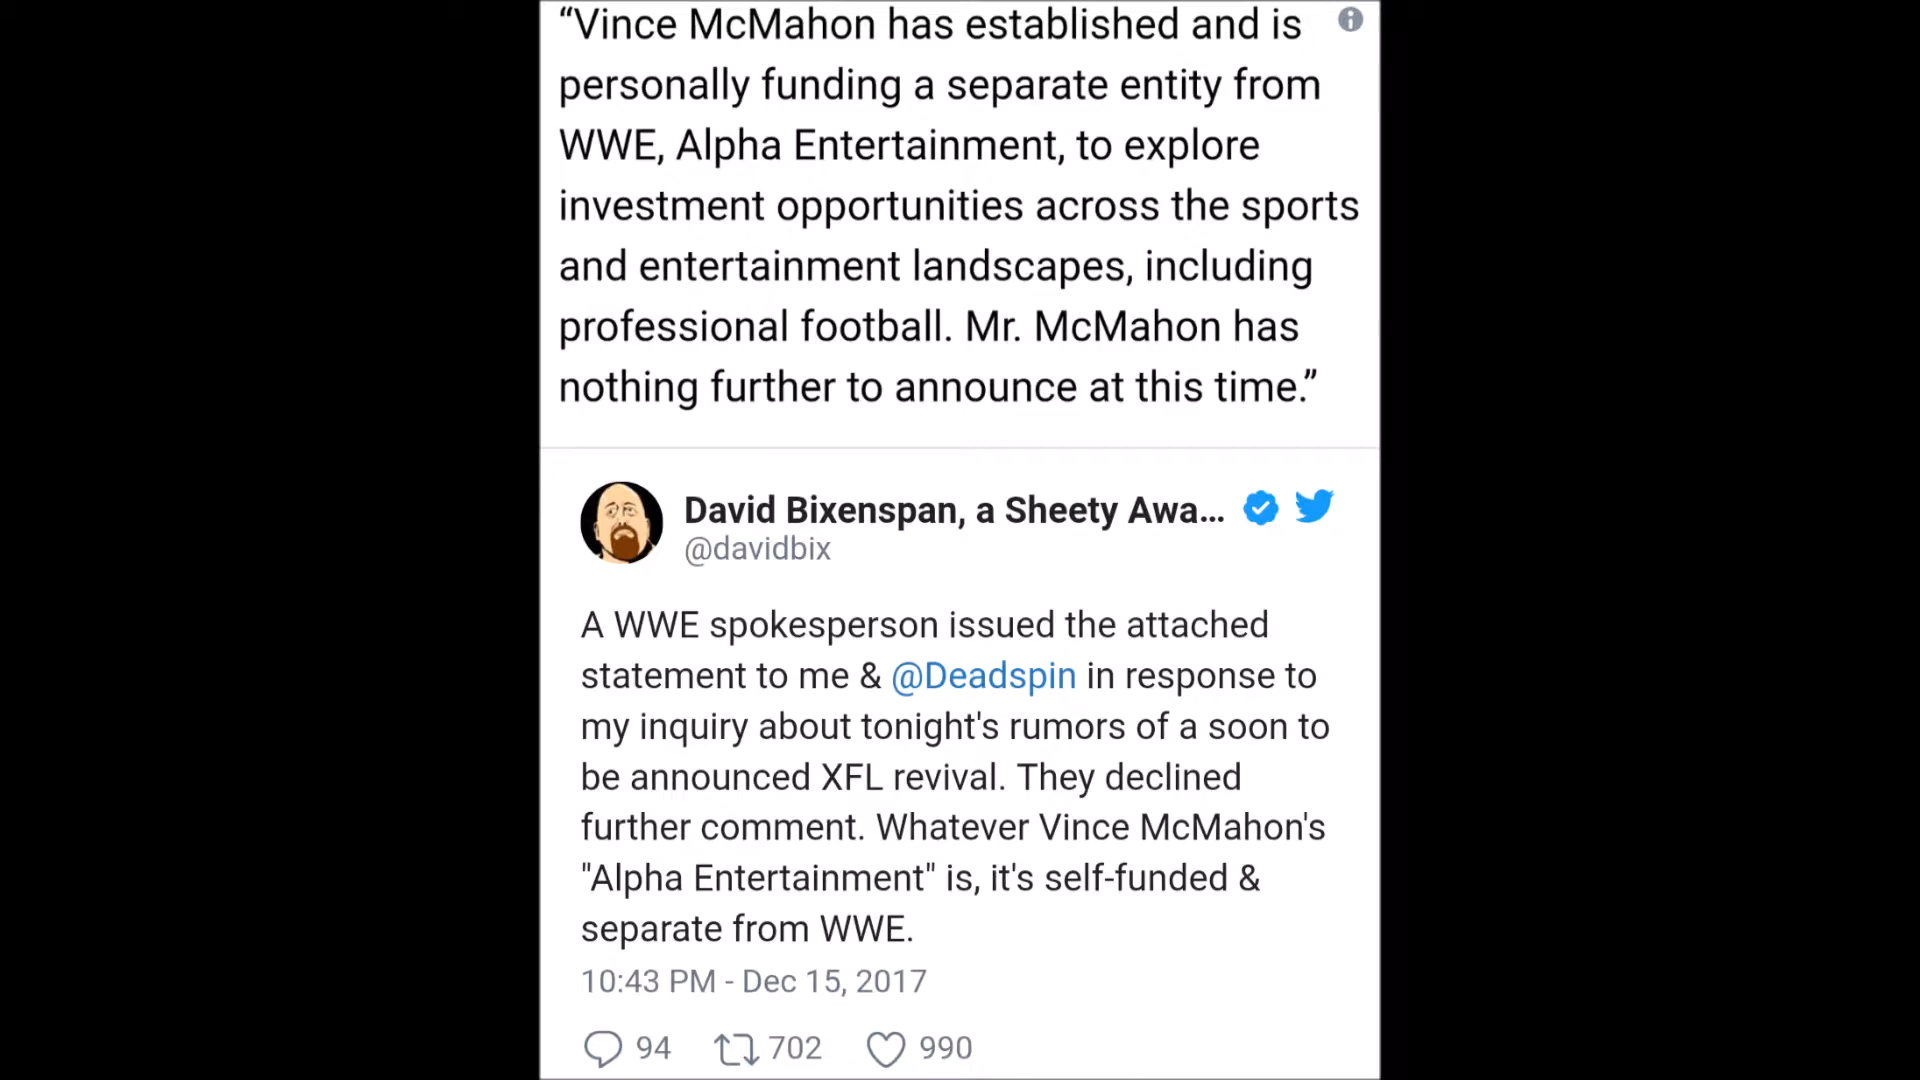 “Vince McMahon has established and is
personally funding a separate entity from
WWE, Alpha Entertainment, to explore
investment opportunities across the sports
and entertainment landscapes, including
professional football. Mr. McMahon has
nothing further to announce at this time.”
David Bixenspan, a Sheety Awa...
@davidbix
A WWE spokesperson issued the attached
statement to me & @Deadspin in response to
my inquiry about tonight's rumors of a soon to
be announced XFL revival. They declined
further comment. Whatever Vince McMahon's
"Alpha Entertainment" is, it's self-funded &
separate from WWE.
10:43 PM - Dec 15, 2017
94 702 990